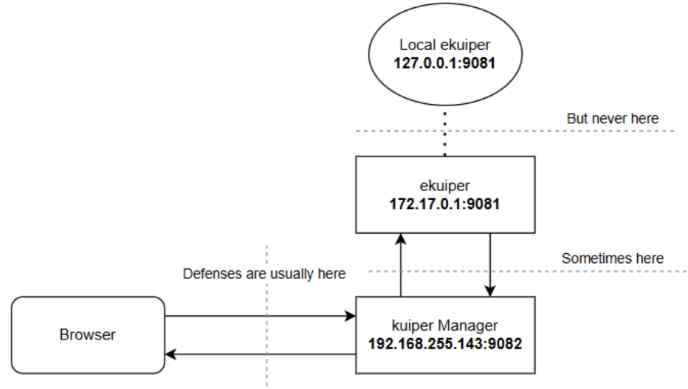 Local ekuiper
127.0.0.1:9081
But never here
ekuiper
172.17.0.1:9081
Sometimes here
Defenses are usually here
Browser
kuiper Manager
192.168.255.143:9082